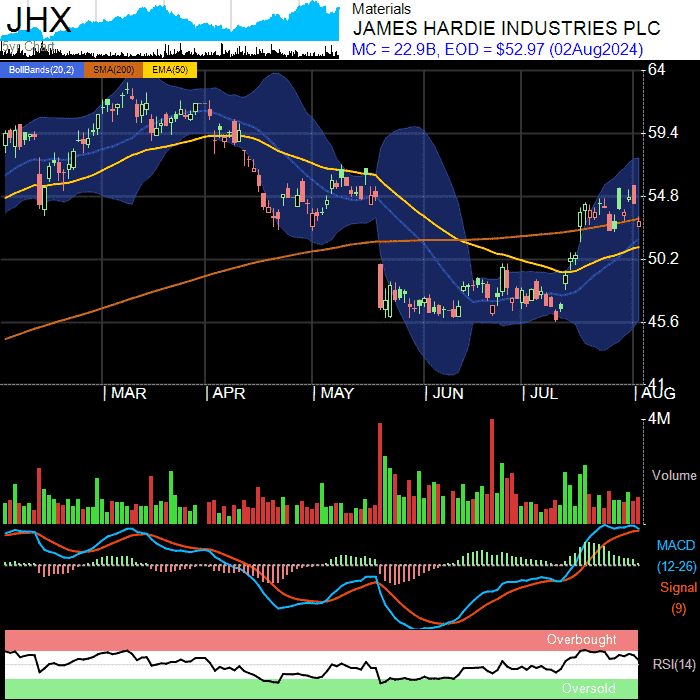 JHX
Materials
JAMES HARDIE INDUSTRIES PLC
MC = 22.9B, EOD = $52.97 (02Aug2024)
BollBands(20,2) SMA(200) EMA(50)
64
59.4
54.8
50.2
45.6
41
MAR APR MAY JUN JUL AUG
4M
Volume
MACD
(12-26)
Signal
(9)
Overbought
RSI(14)
Oversold